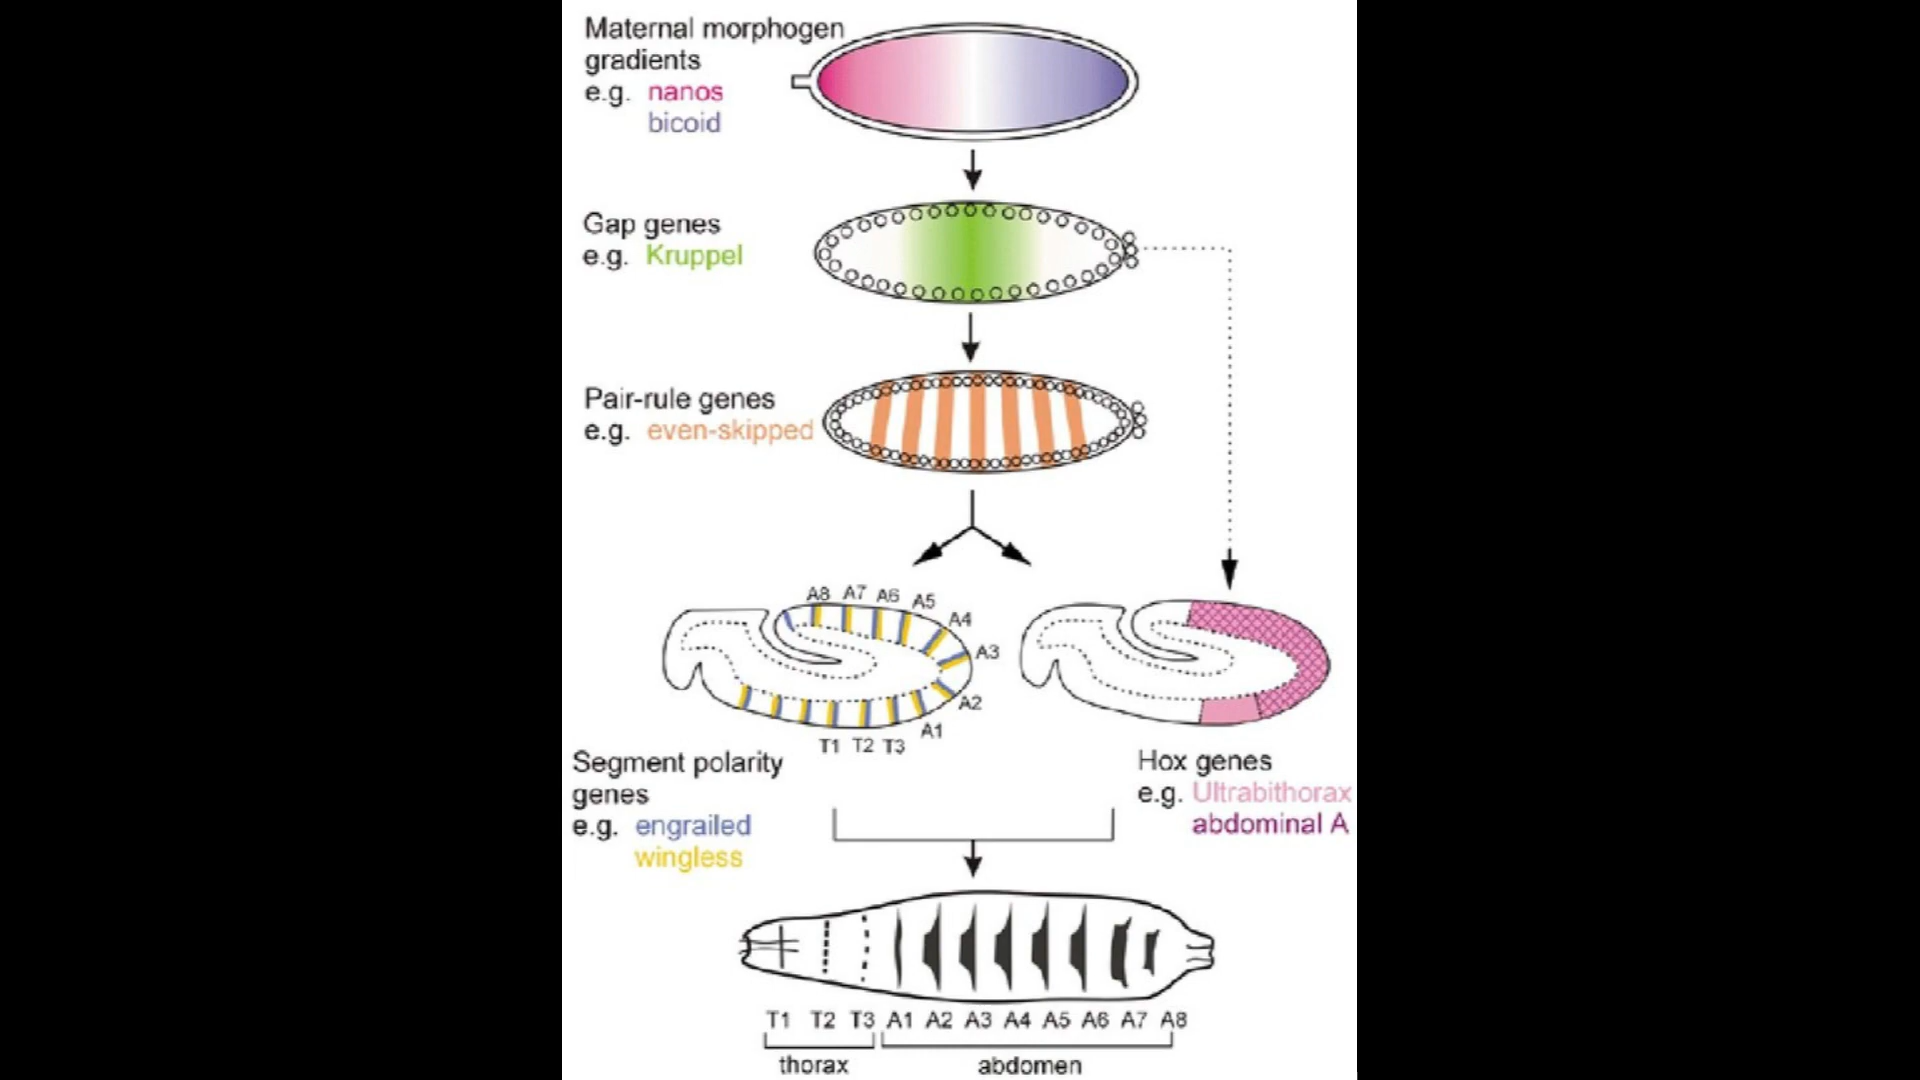 Maternal morphogen
gradients
e.g. nanos
bicoid
Gap genes
e.g. Kruppel
Pair-rule genes
e.g. even-skipped
A8 A7 A6 A5
A4
A3
A2
A1
T1 T2 T3
Segment polarity
genes
e.g. engrailed
wingless
Hox genes
e.g. Ultrabithorax
abdominal A
T1 T2 T3 A1 A2 A3 A4 A5 A6 A7 A8
thorax abdomen